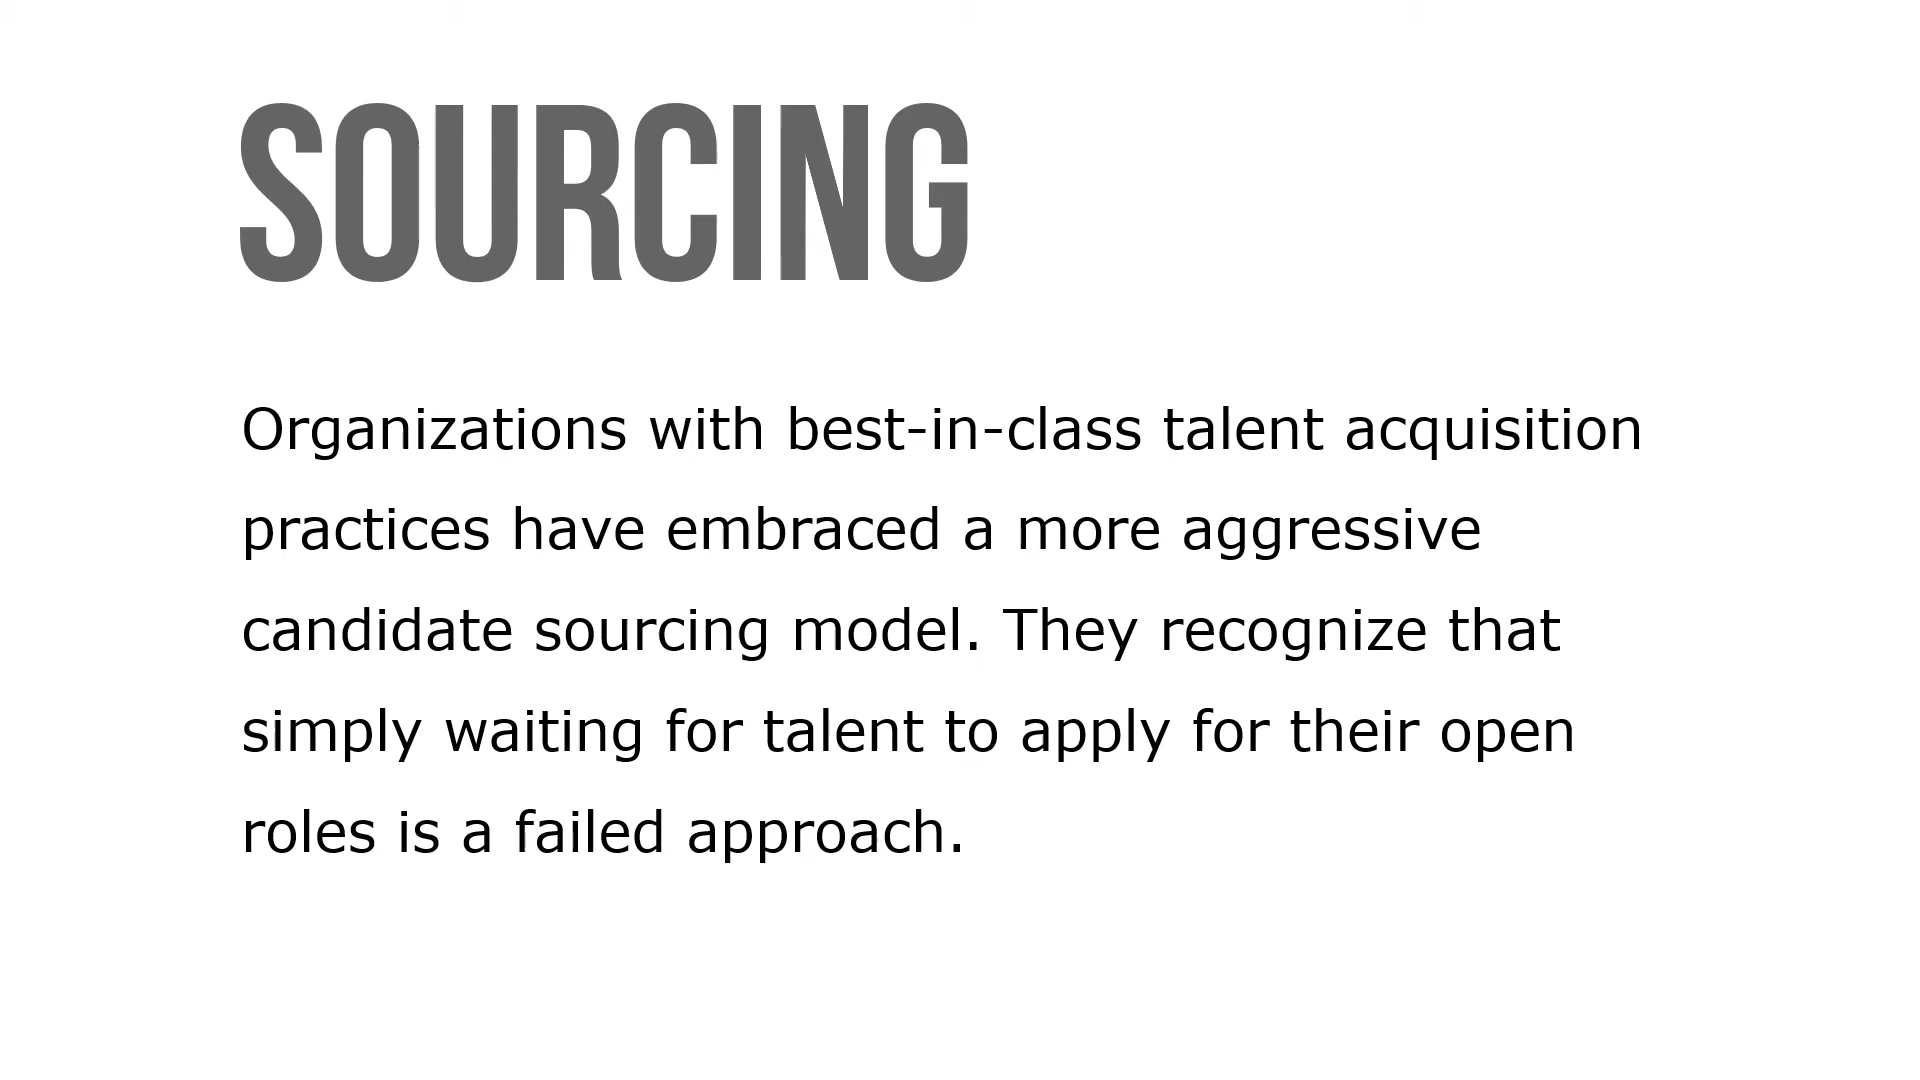 SOURCING
Organizations with best-in-class talent acquisition
practices have embraced a more aggressive
candidate sourcing model. They recognize that
simply waiting for talent to apply for their open
roles is a failed approach.